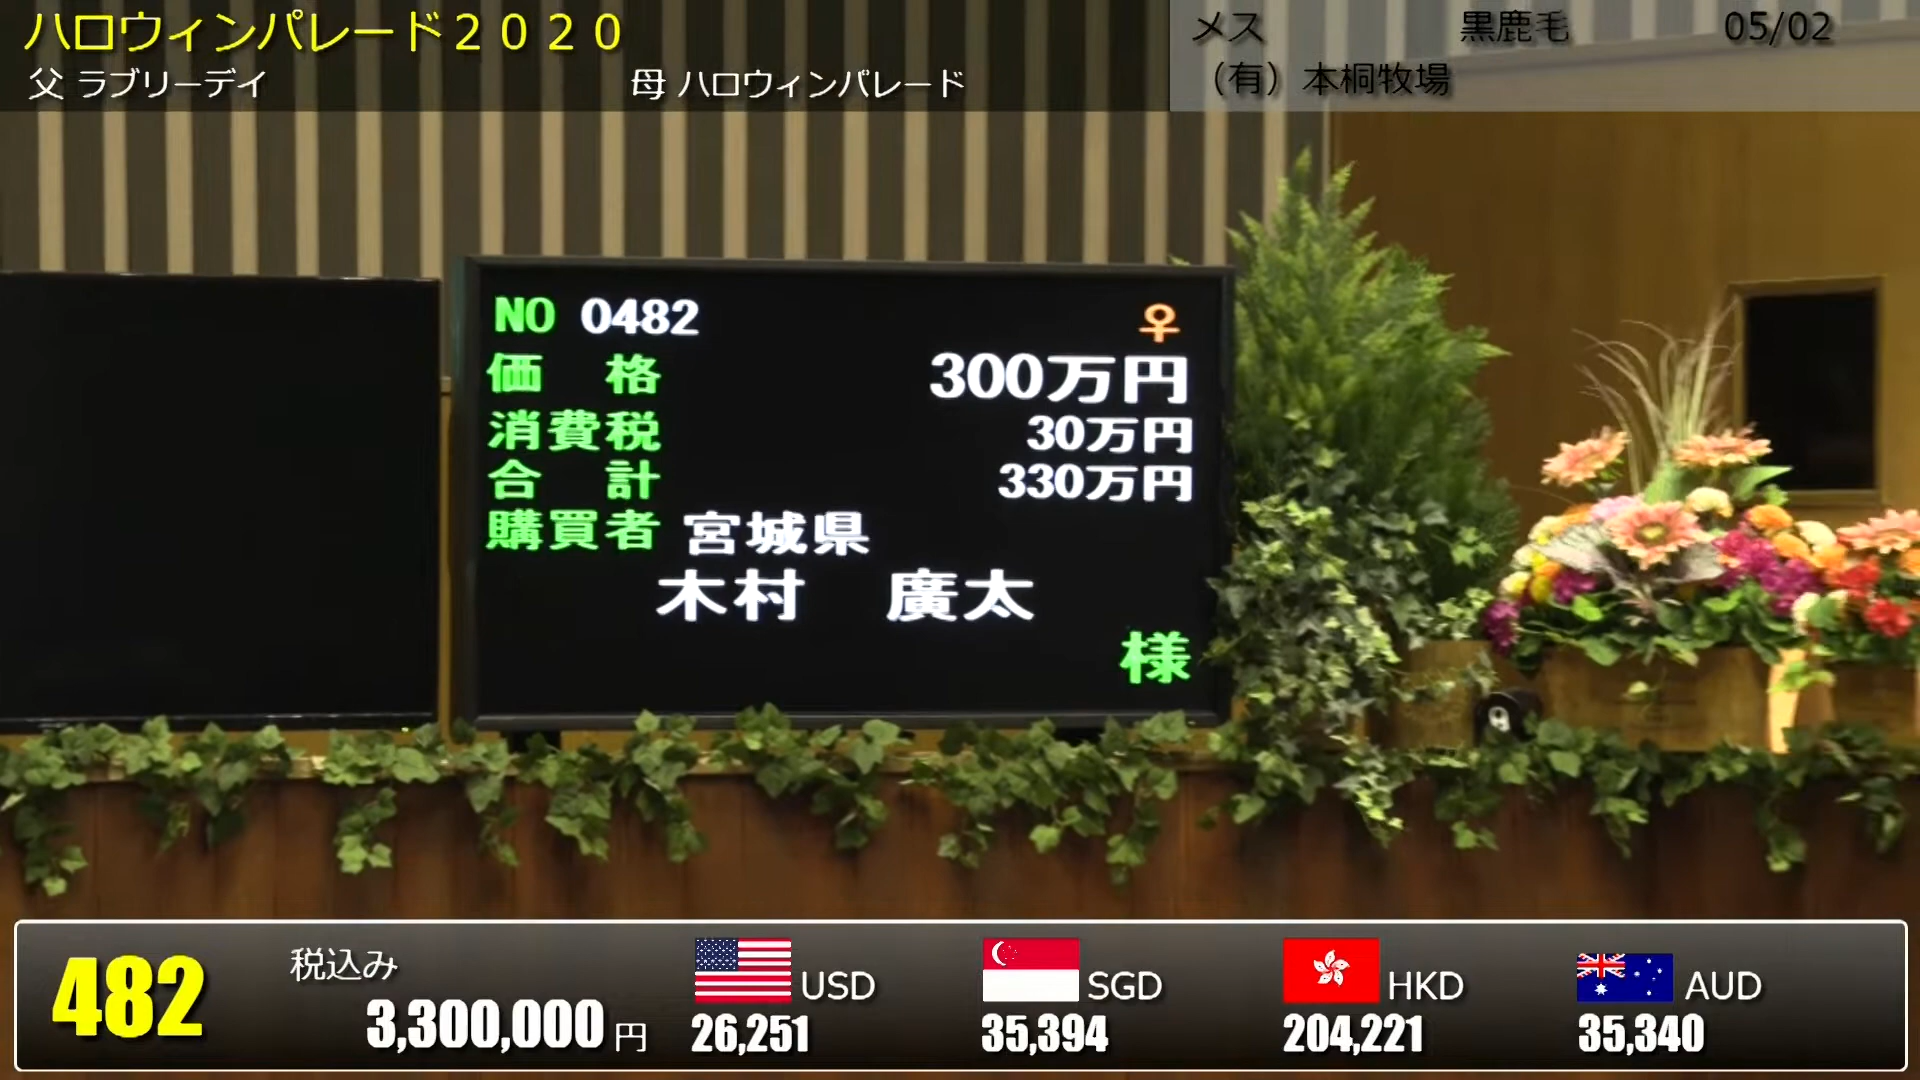 ハロウィンパレード2020
父 ラブリーデイ 母 ハロウィンパレード
メス 黒鹿毛 05/02
（有）本桐牧場
NO 0482 ♀
価格 300万円
消費税 30万円
合計 330万円
購買者 宮城県
木村 廣太
様
482
税込み
3,300,000円
USD
26,251
SGD
35,394
HKD
204,221
AUD
35,340